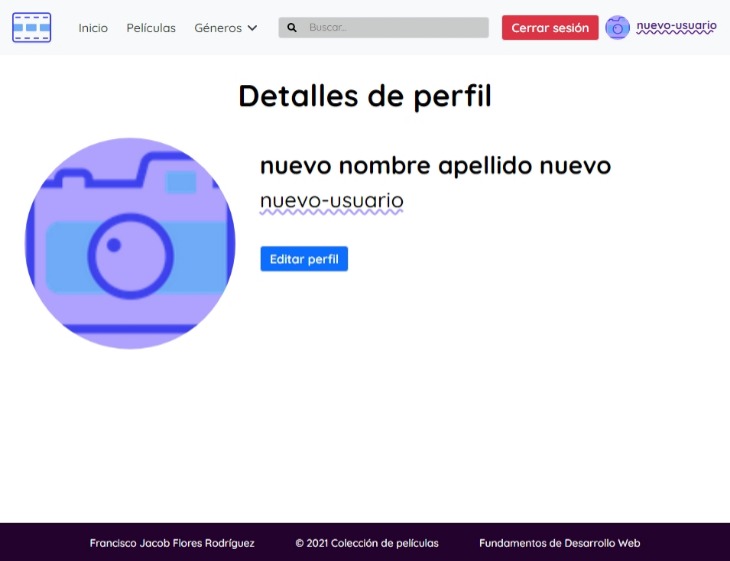 Inicio Películas Géneros Buscar... Cerrar sesión nuevo-usuario
Detalles de perfil
nuevo nombre apellido nuevo
nuevo-usuario
Editar perfil
Francisco Jacob Flores Rodríguez © 2021 Colección de películas Fundamentos de Desarrollo Web